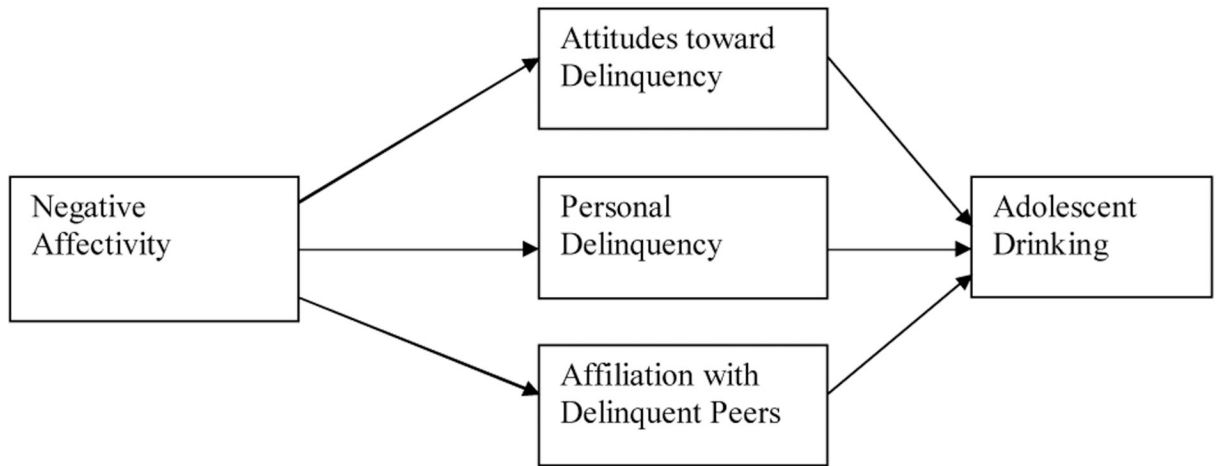 Attitudes toward
Delinquency
Negative
Affectivity
Personal
Delinquency
Adolescent
Drinking
Affiliation with
Delinquent Peers